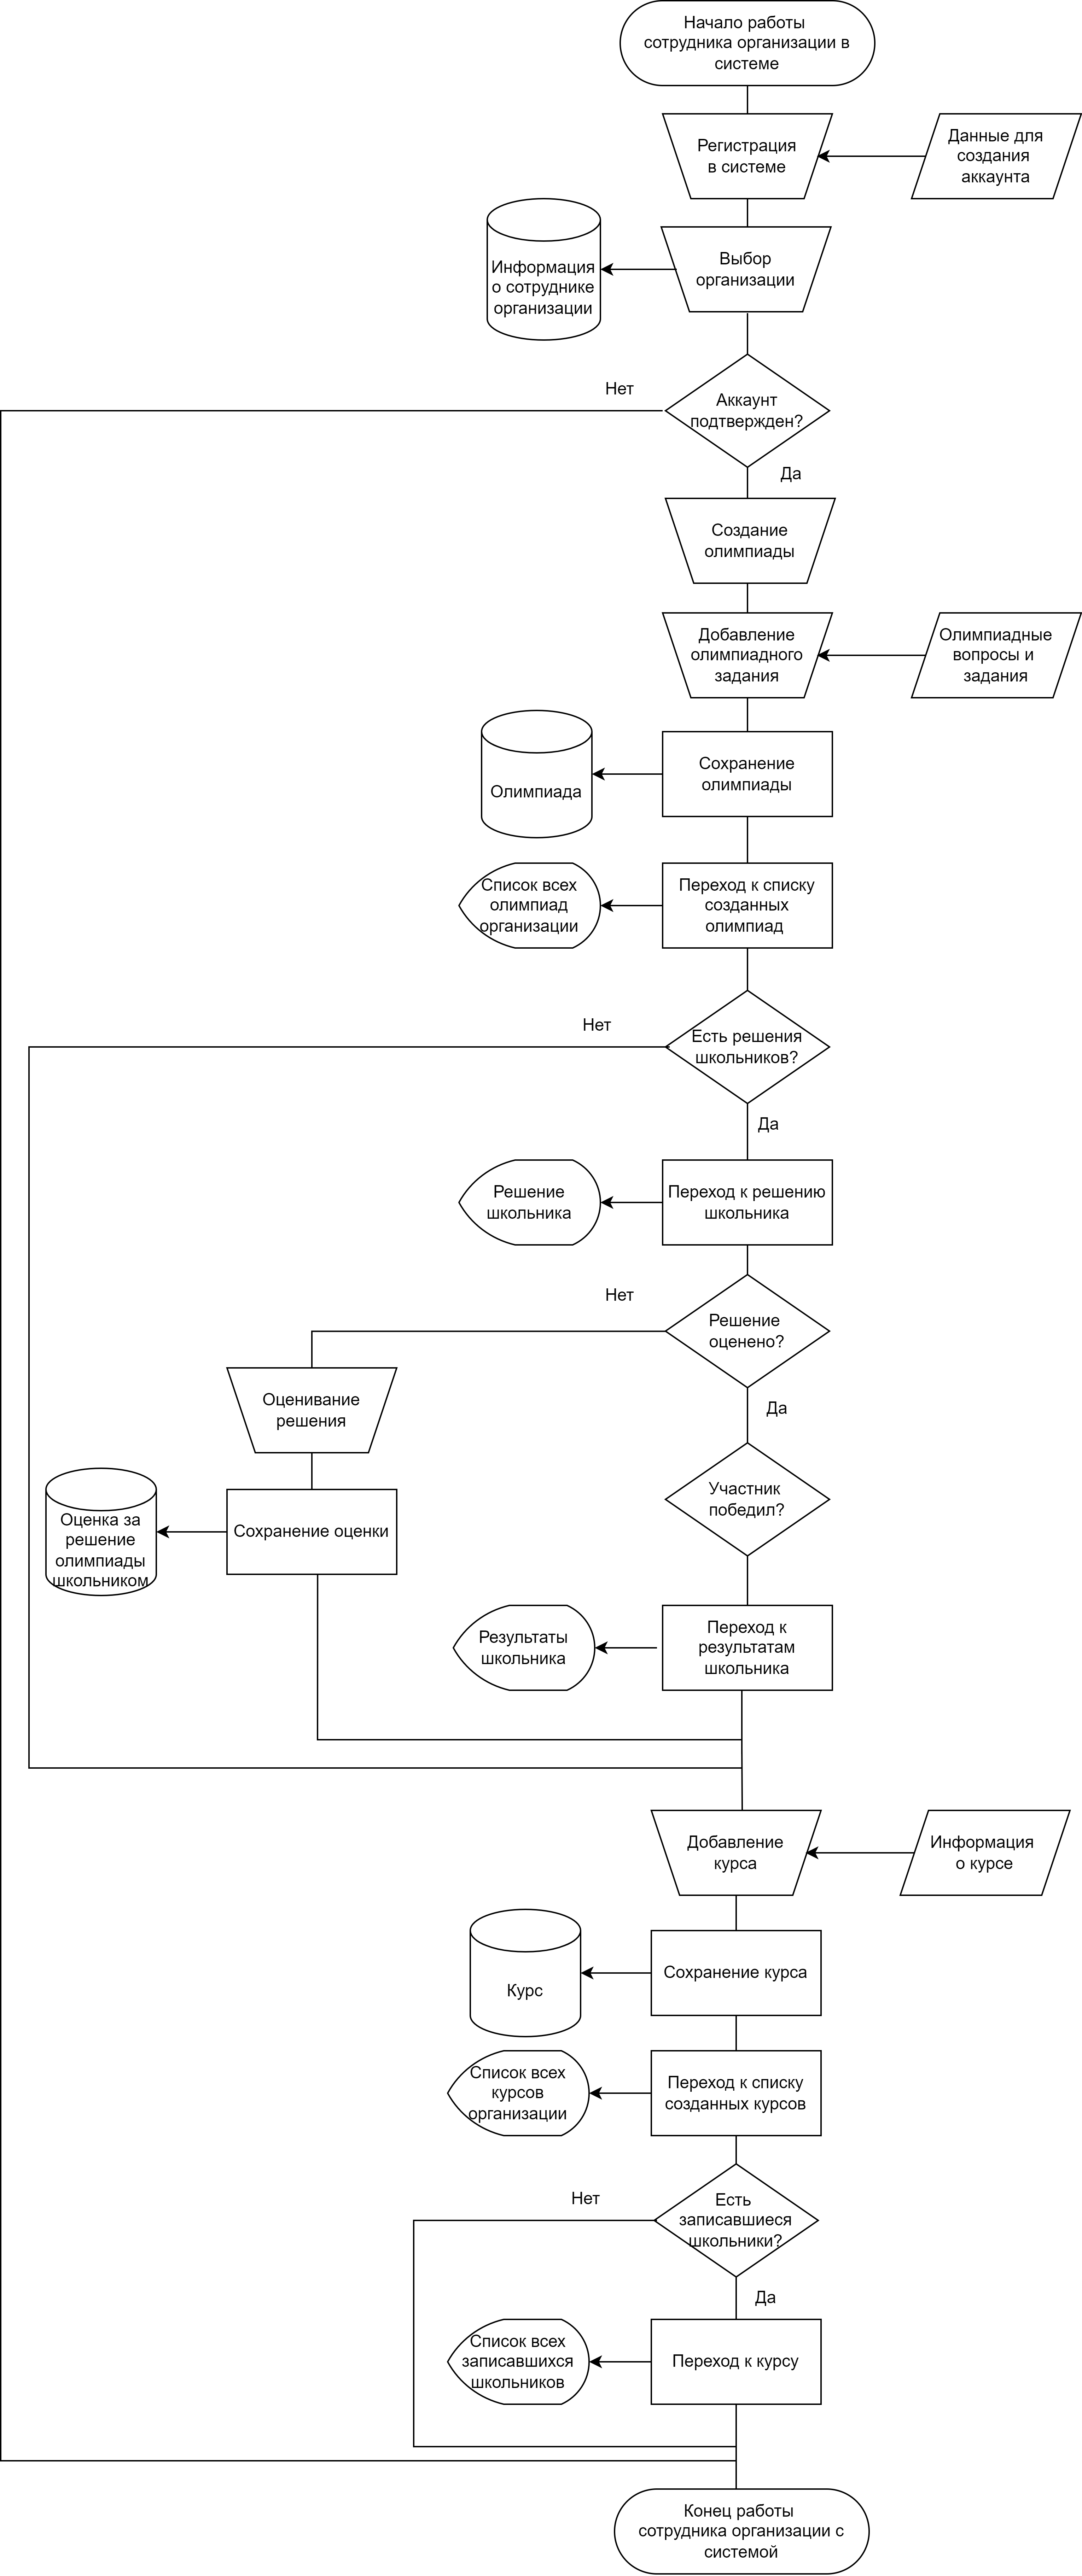 Начало работы
сотрудника организации в
системе
Регистрация
в системе
Данные для
создания
аккаунта
Информация
о сотруднике
организации
Выбор
организации
Нет
Аккаунт
подтвержден?
Да
Создание
олимпиады
Добавление
олимпиадного
задания
Олимпиадные
вопросы и
задания
Олимпиада
Сохранение
олимпиады
Список всех
олимпиад
организации
Переход к списку
созданных
олимпиад
Нет
Есть решения
школьников?
Да
Решение
школьника
Переход к решению
школьника
Нет
Решение
оценено?
Да
Оценивание
решения
Участник
победил?
Оценка за
решение
олимпиады
школьником
Сохранение оценки
Результаты
школьника
Переход к
результатам
школьника
Добавление
курса
Информация
о курсе
Курс
Сохранение курса
Список всех
курсов
организации
Переход к списку
созданных курсов
Нет
Есть
записавшиеся
школьники?
Да
Список всех
записавшихся
школьников
Переход к курсу
Конец работы
сотрудника организации с
системой